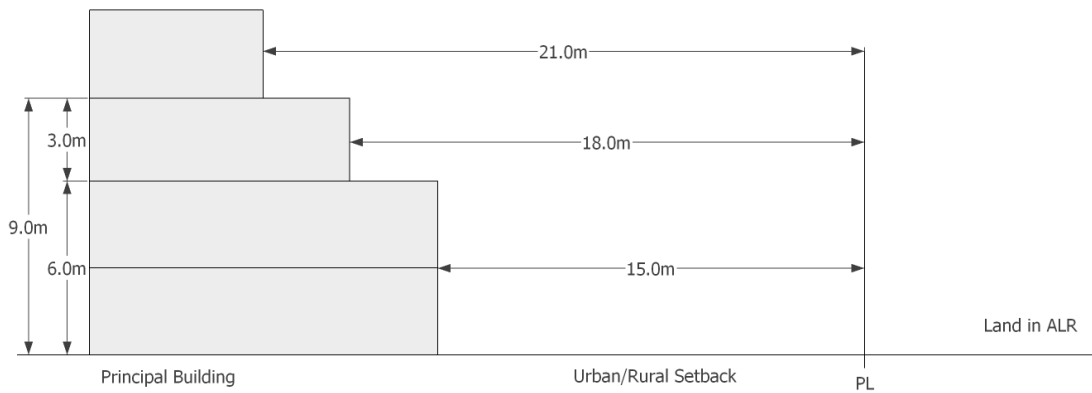 21.0m
3.0m
18.0m
9.0m
6.0m
15.0m
Land in ALR
Principal Building
Urban/Rural Setback
PL